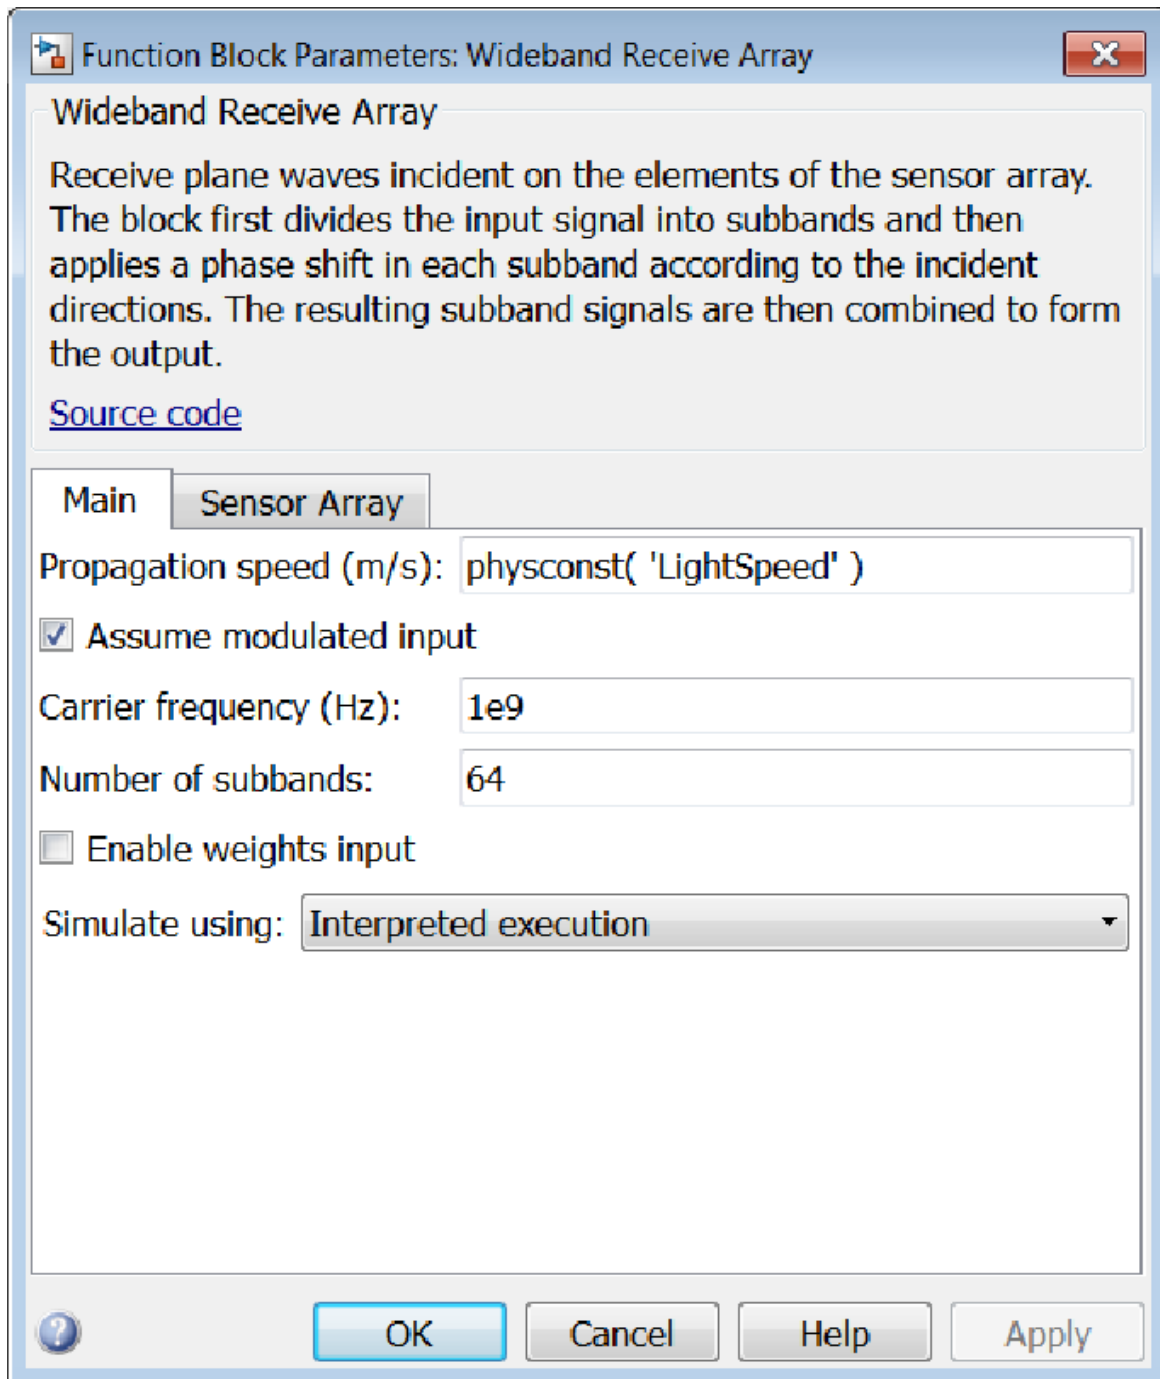 Function Block Parameters: Wideband Receive Array
Wideband Receive Array
Receive plane waves incident on the elements of the sensor array.
The block first divides the input signal into subbands and then
applies a phase shift in each subband according to the incident
directions. The resulting subband signals are then combined to form
the output.
Source code
Main Sensor Array
Propagation speed (m/s): physconst( 'LightSpeed' )
Assume modulated input
Carrier frequency (Hz): 1e9
Number of subbands: 64
Enable weights input
Simulate using: Interpreted execution
? OK Cancel Help Apply